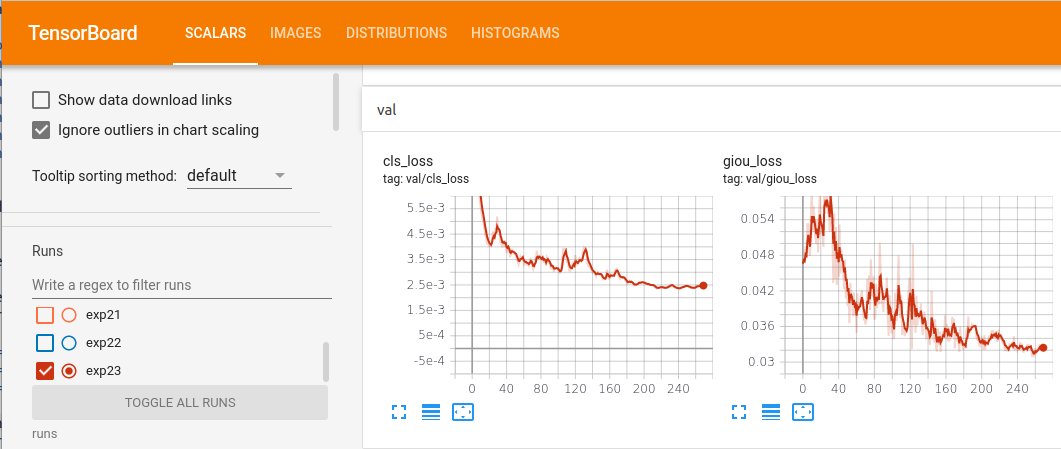 TensorBoard SCALARS IMAGES DISTRIBUTIONS HISTOGRAMS
Show data download links
Ignore outliers in chart scaling
Tooltip sorting method: default
Runs
Write a regex to filter runs
exp21
exp22
exp23
TOGGLE ALL RUNS
runs
val
cls_loss
tag: val/cls_loss
5.5e-3
4.5e-3
3.5e-3
2.5e-3
1.5e-3
5e-4
-5e-4
0 40 80 120 160 200 240
giou_loss
tag: val/giou_loss
0.054
0.048
0.042
0.036
0.03
0 40 80 120 160 200 240